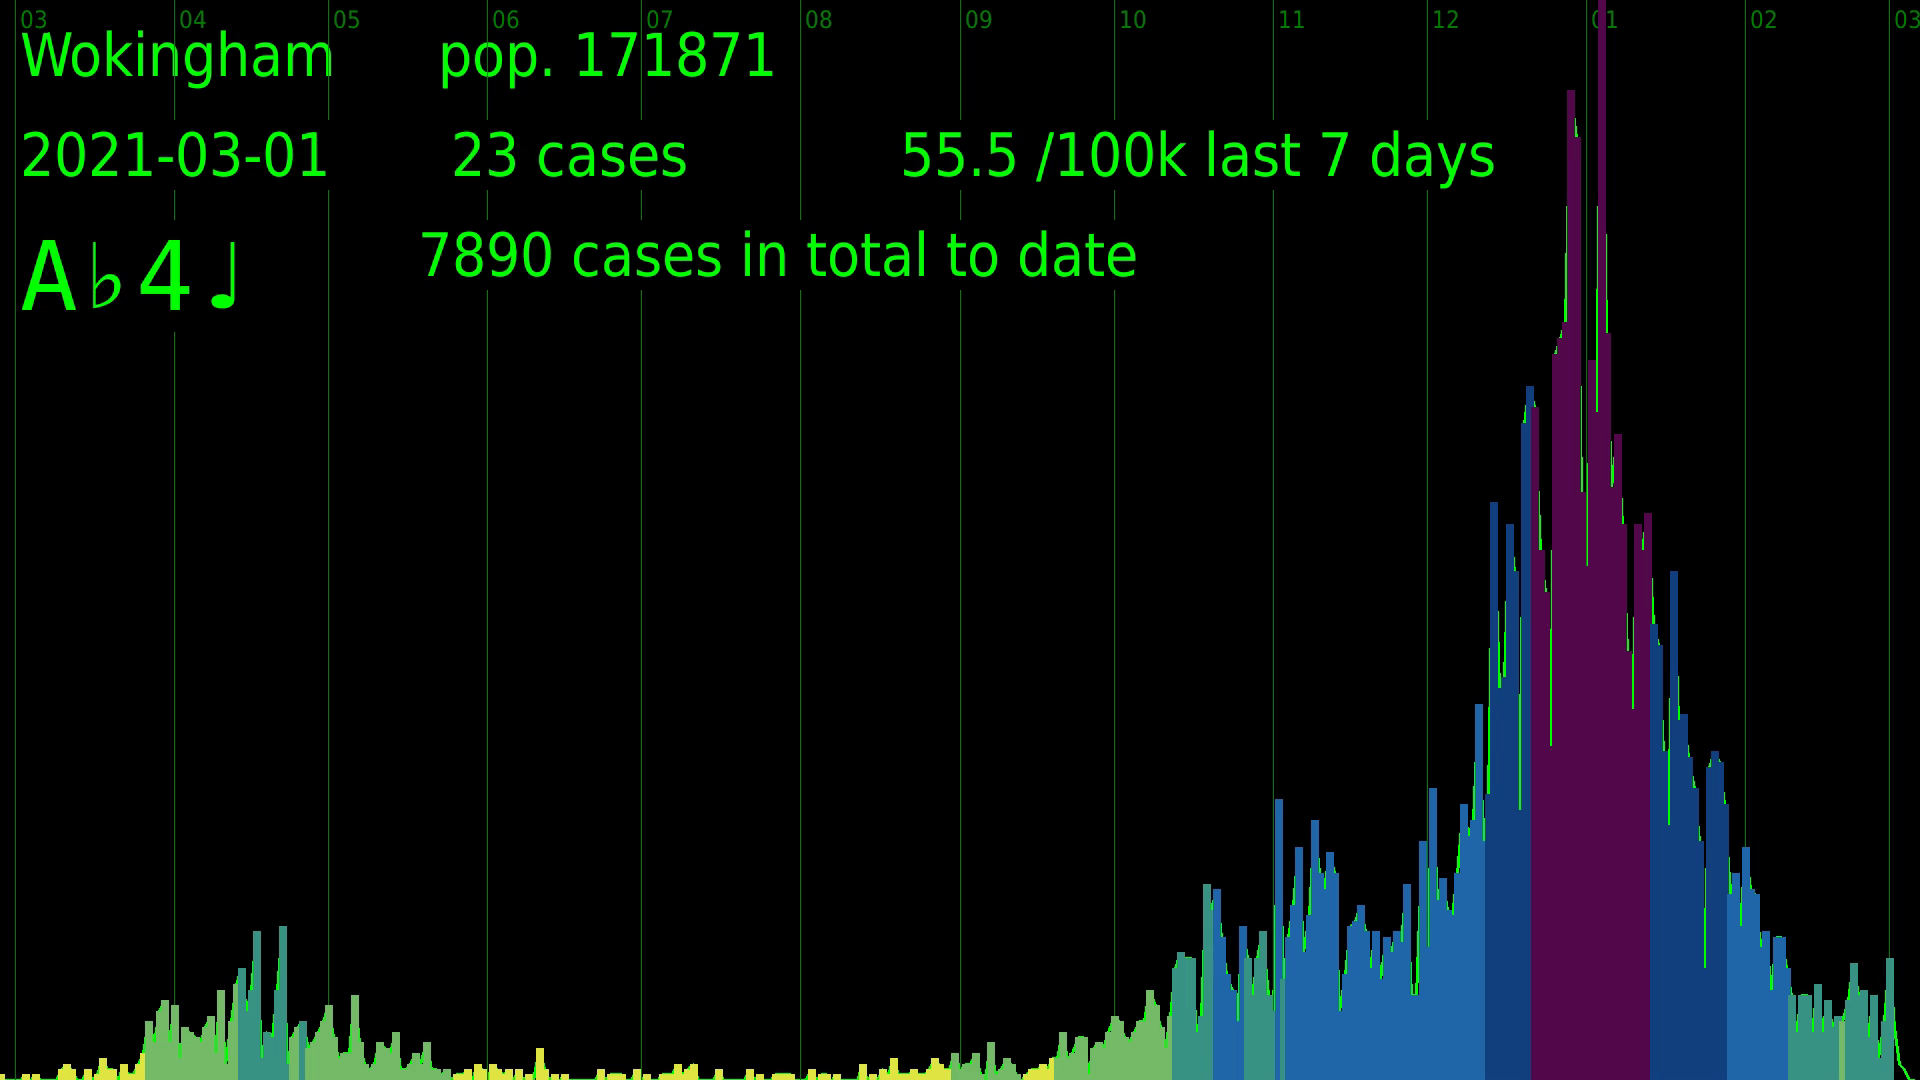 03 04 05 06 07 08 09 10 11 12 01 02 03
Wokingham pop. 171871
2021-03-01 23 cases 55.5 /100k last 7 days
A♭4♩ 7890 cases in total to date